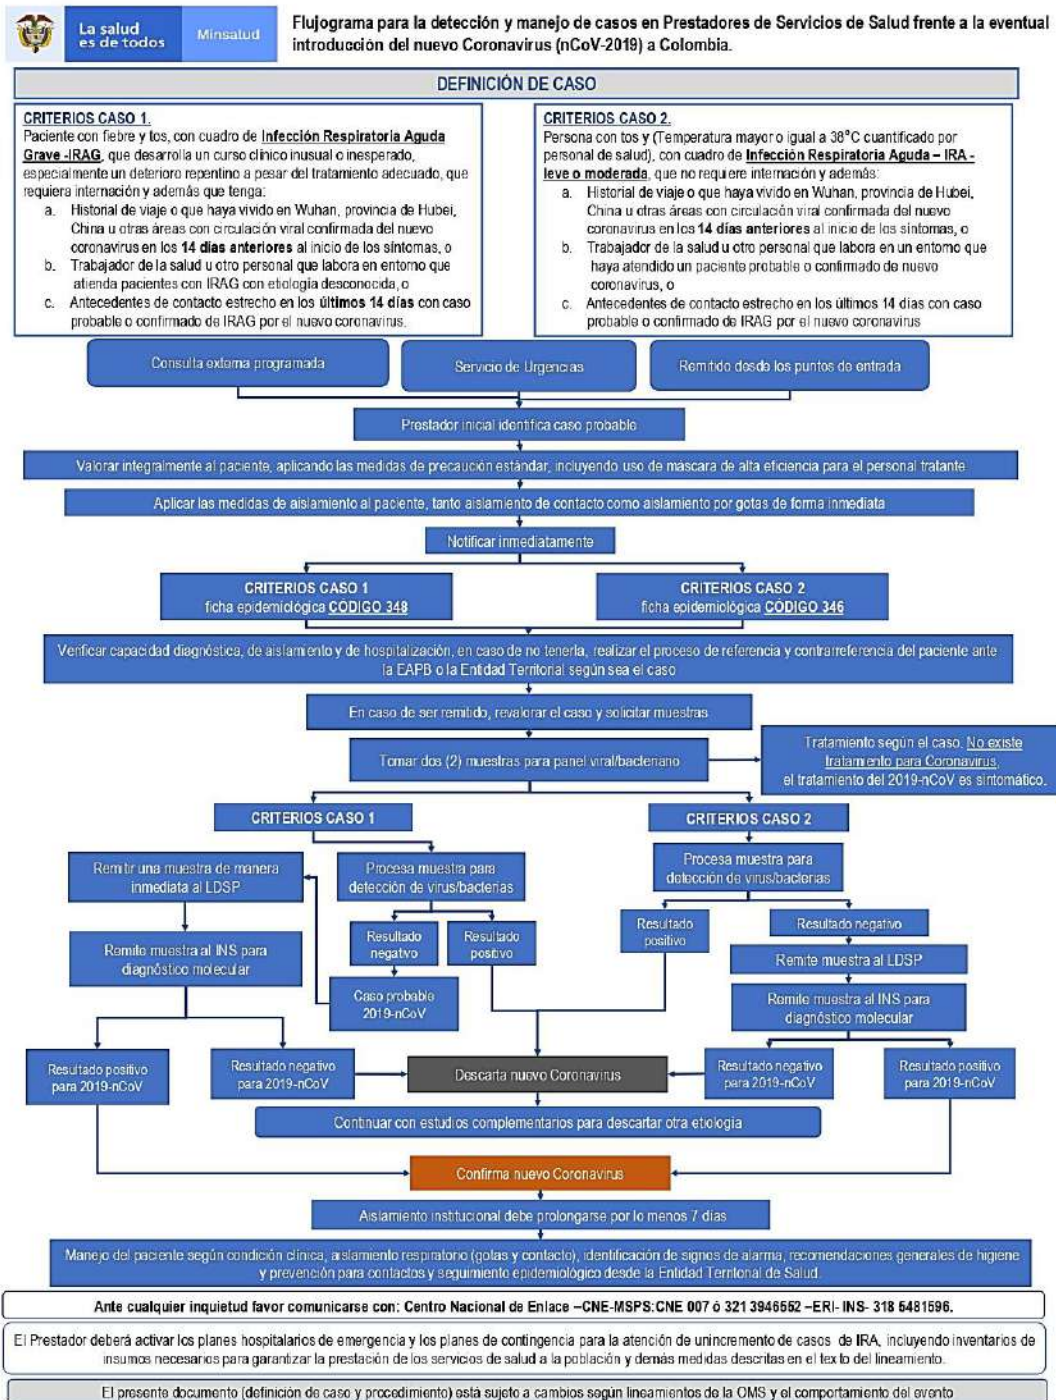 La salud
es de todos
Minsalud
Flujograma para la detección y manejo de casos en Prestadores de Servicios de Salud frente a la eventual
introducción del nuevo Coronavirus (nCoV-2019) a Colombia.
DEFINICIÓN DE CASO
CRITERIOS CASO 1.
Paciente con fiebre y tos, con cuadro de Infección Respiratoria Aguda
Grave -IRAG, que desarrolla un curso clínico inusual o inesperado,
especialmente un deterioro repentino a pesar del tratamiento adecuado, que
requiera internación y además que tenga:
a. Historial de viaje o que haya vivido en Wuhan, provincia de Hubei,
China u otras áreas con circulación viral confirmada del nuevo
coronavirus en los 14 días anteriores al inicio de los síntomas, o
b. Trabajador de la salud u otro personal que labora en entorno que
atienda pacientes con IRAG con etiología desconocida, o
c. Antecedentes de contacto estrecho en los últimos 14 días con caso
probable o confirmado de IRAG por el nuevo coronavirus.
CRITERIOS CASO 2.
Persona con tos y (Temperatura mayor o igual a 38°C cuantificado por
personal de salud), con cuadro de Infección Respiratoria Aguda – IRA -
leve o moderada, que no requiere internación y además:
a. Historial de viaje o que haya vivido en Wuhan, provincia de Hubei,
China u otras áreas con circulación viral confirmada del nuevo
coronavirus en los 14 días anteriores al inicio de los síntomas, o
b. Trabajador de la salud u otro personal que labora en un entorno que
haya atendido un paciente probable o confirmado de nuevo
coronavirus, o
c. Antecedentes de contacto estrecho en los últimos 14 días con caso
probable o confirmado de IRAG por el nuevo coronavirus
Consulta externa programada
Servicio de Urgencias
Remitido desde los puntos de entrada
Prestador inicial identifica caso probable
Valorar integralmente al paciente, aplicando las medidas de precaución estándar, incluyendo uso de máscara de alta eficiencia para el personal tratante
Aplicar las medidas de aislamiento al paciente, tanto aislamiento de contacto como aislamiento por gotas de forma inmediata
Notificar inmediatamente
CRITERIOS CASO 1
ficha epidemiológica CÓDIGO 348
CRITERIOS CASO 2
ficha epidemiológica CÓDIGO 346
Verificar capacidad diagnóstica, de aislamiento y de hospitalización, en caso de no tenerla, realizar el proceso de referencia y contrarreferencia del paciente ante
la EAPB o la Entidad Territorial según sea el caso
En caso de ser remitido, revalorar el caso y solicitar muestras
Tomar dos (2) muestras para panel viral/bacteriano
Tratamiento según el caso. No existe
tratamiento para Coronavirus,
el tratamiento del 2019-nCoV es sintomático.
CRITERIOS CASO 1
CRITERIOS CASO 2
Remitir una muestra de manera
inmediata al LDSP
Procesa muestra para
detección de virus/bacterias
Procesa muestra para
detección de virus/bacterias
Resultado
negativo
Resultado
positivo
Resultado
positivo
Resultado negativo
Remite muestra al INS para
diagnóstico molecular
Remite muestra al LDSP
Caso probable
2019-nCoV
Remite muestra al INS para
diagnóstico molecular
Resultado positivo
para 2019-nCoV
Resultado negativo
para 2019-nCoV
Descarta nuevo Coronavirus
Resultado negativo
para 2019-nCoV
Resultado positivo
para 2019-nCoV
Continuar con estudios complementarios para descartar otra etiología
Confirma nuevo Coronavirus
Aislamiento institucional debe prolongarse por lo menos 7 días
Manejo del paciente según condición clínica, aislamiento respiratorio (gotas y contacto), identificación de signos de alarma, recomendaciones generales de higiene
y prevención para contactos y seguimiento epidemiológico desde la Entidad Territorial de Salud.
Ante cualquier inquietud favor comunicarse con: Centro Nacional de Enlace –CNE-MSPS:CNE 007 ó 321 3946552 –ERI- INS- 318 5481596.
El Prestador deberá activar los planes hospitalarios de emergencia y los planes de contingencia para la atención de unincremento de casos de IRA, incluyendo inventarios de
insumos necesarios para garantizar la prestación de los servicios de salud a la población y demás medidas descritas en el texto del lineamiento.
El presente documento (definición de caso y procedimiento) está sujeto a cambios según lineamientos de la OMS y el comportamiento del evento